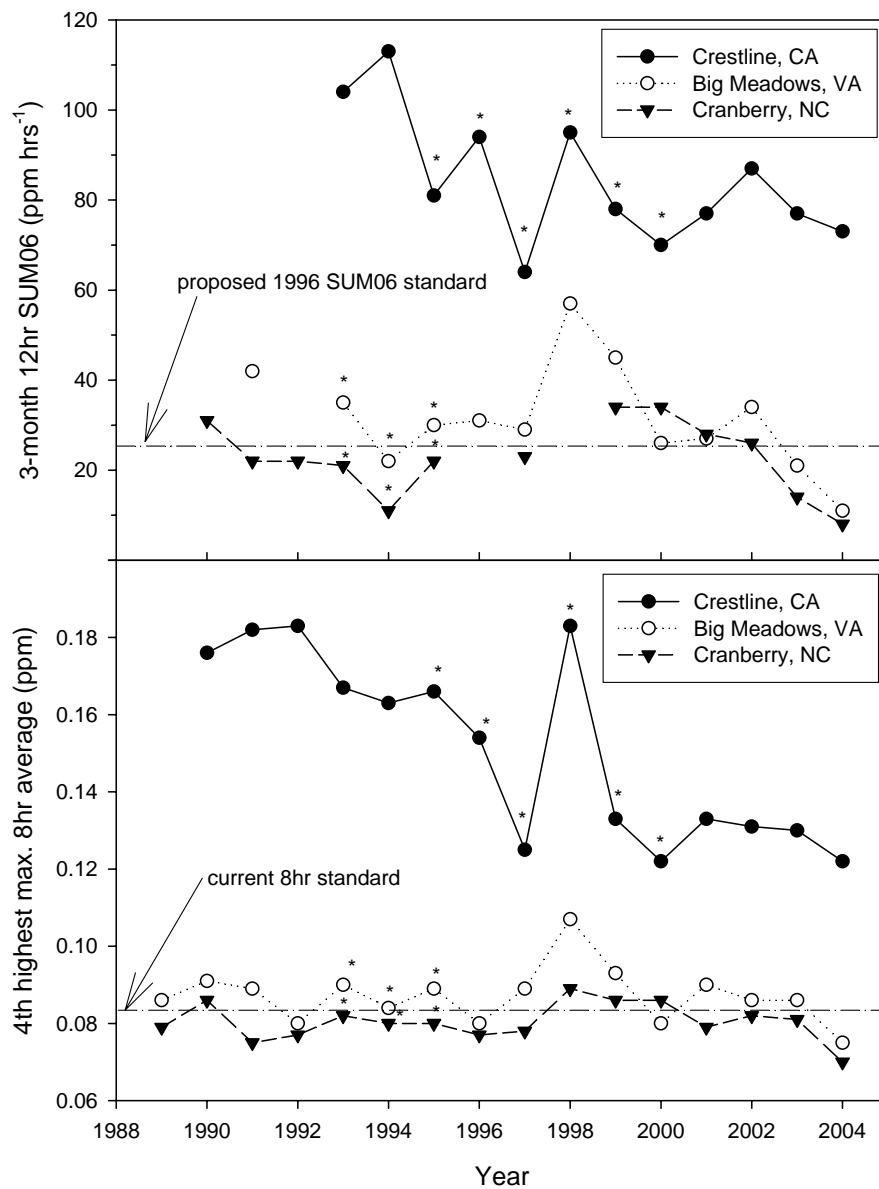 120
100
80
60
40
20
3-month 12hr SUM06 (ppm hrs⁻¹)
Crestline, CA
Big Meadows, VA
Cranberry, NC
proposed 1996 SUM06 standard
* * * * * * *
* * *
* * *
0.18
0.16
0.14
0.12
0.10
0.08
0.06
4th highest max. 8hr average (ppm)
Crestline, CA
Big Meadows, VA
Cranberry, NC
current 8hr standard
* * * * * *
* * *
* * *
1988 1990 1992 1994 1996 1998 2000 2002 2004
Year